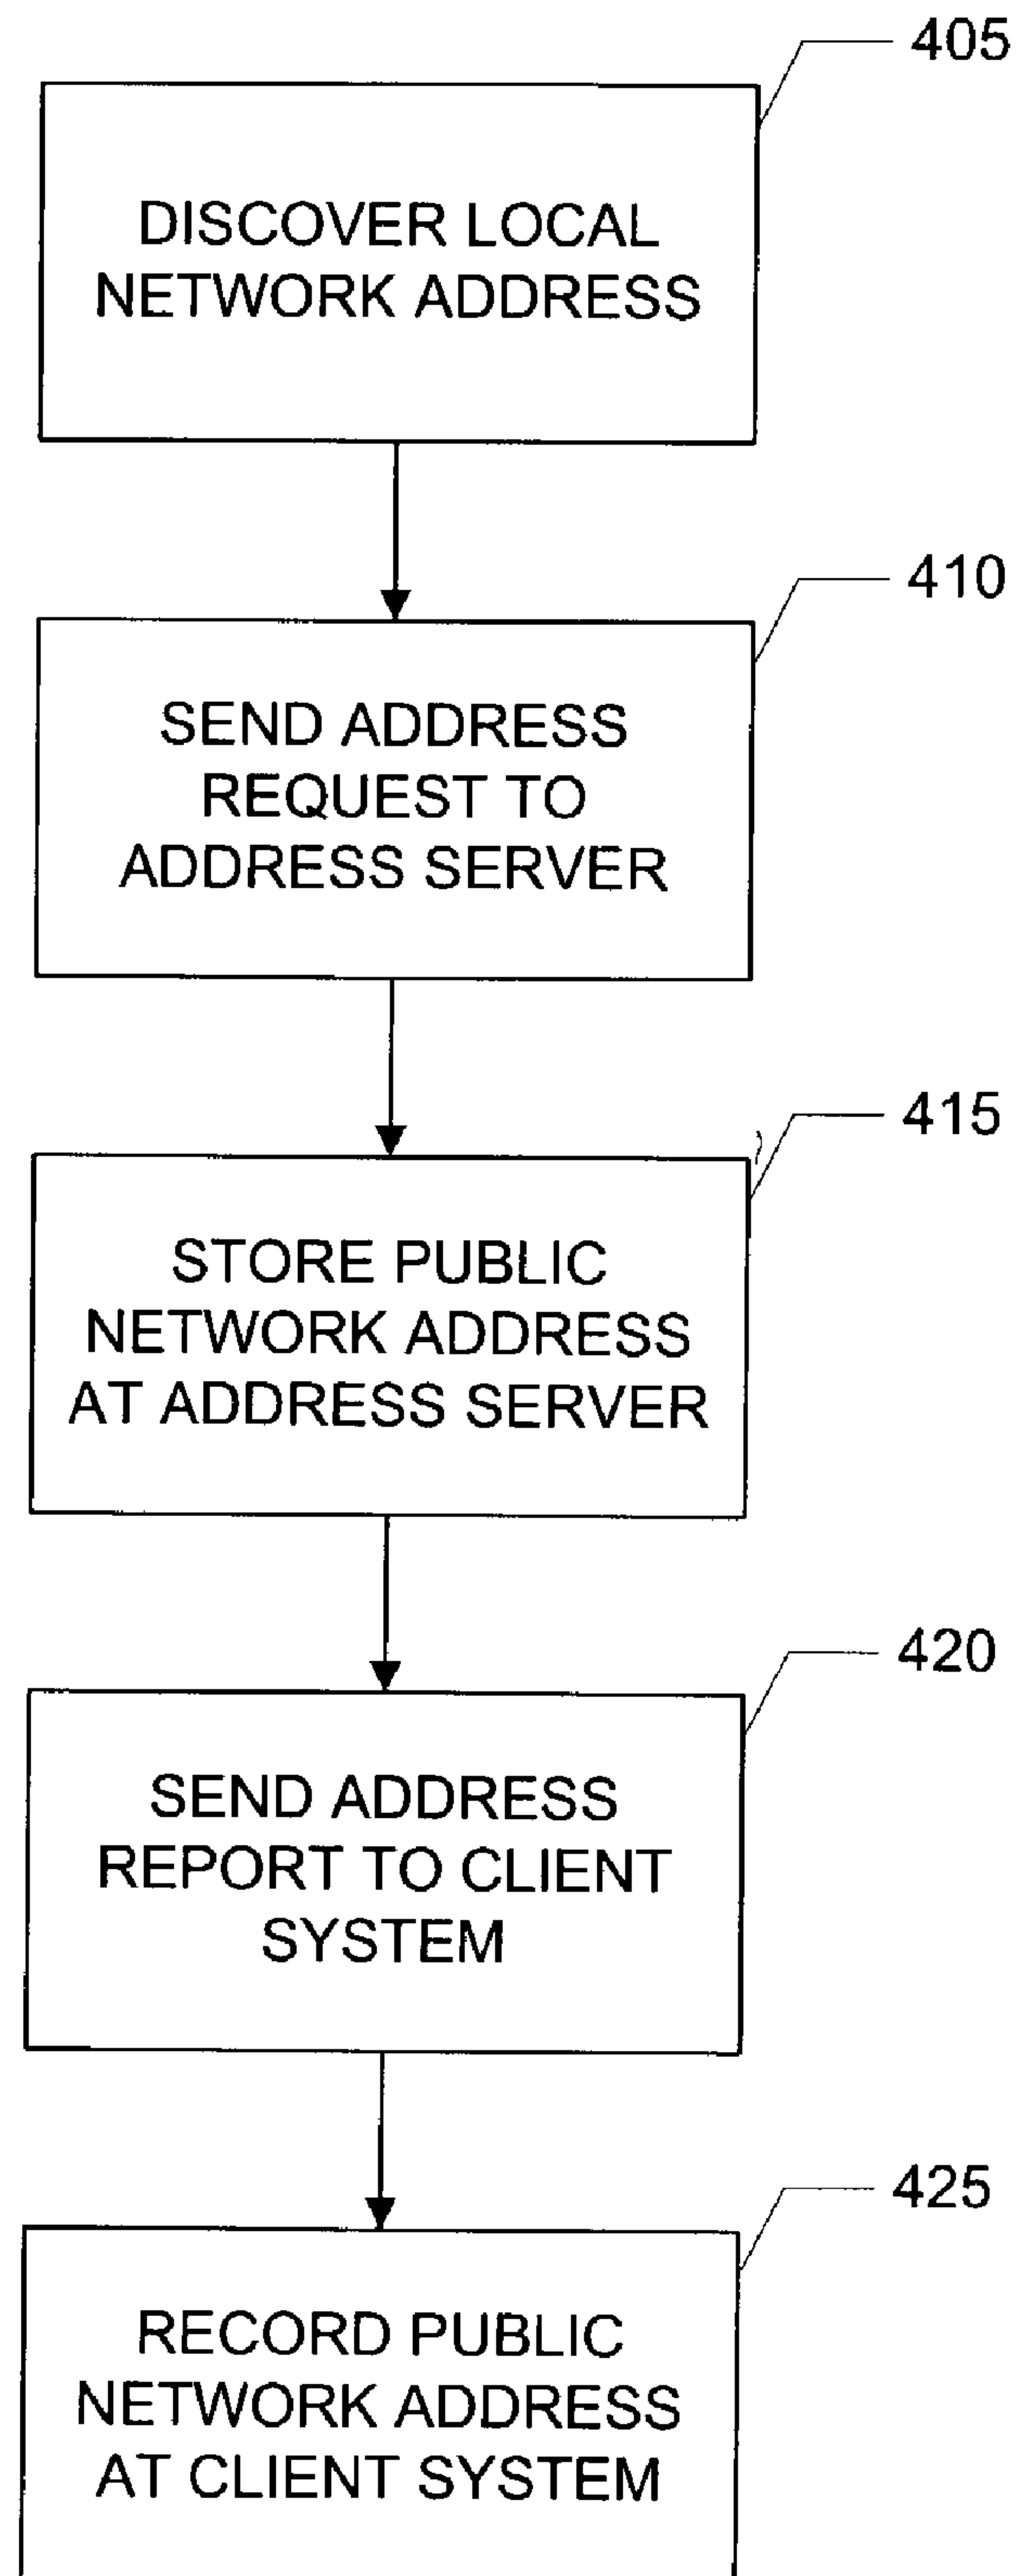 405
DISCOVER LOCAL
NETWORK ADDRESS
410
SEND ADDRESS
REQUEST TO
ADDRESS SERVER
415
STORE PUBLIC
NETWORK ADDRESS
AT ADDRESS SERVER
420
SEND ADDRESS
REPORT TO CLIENT
SYSTEM
425
RECORD PUBLIC
NETWORK ADDRESS
AT CLIENT SYSTEM